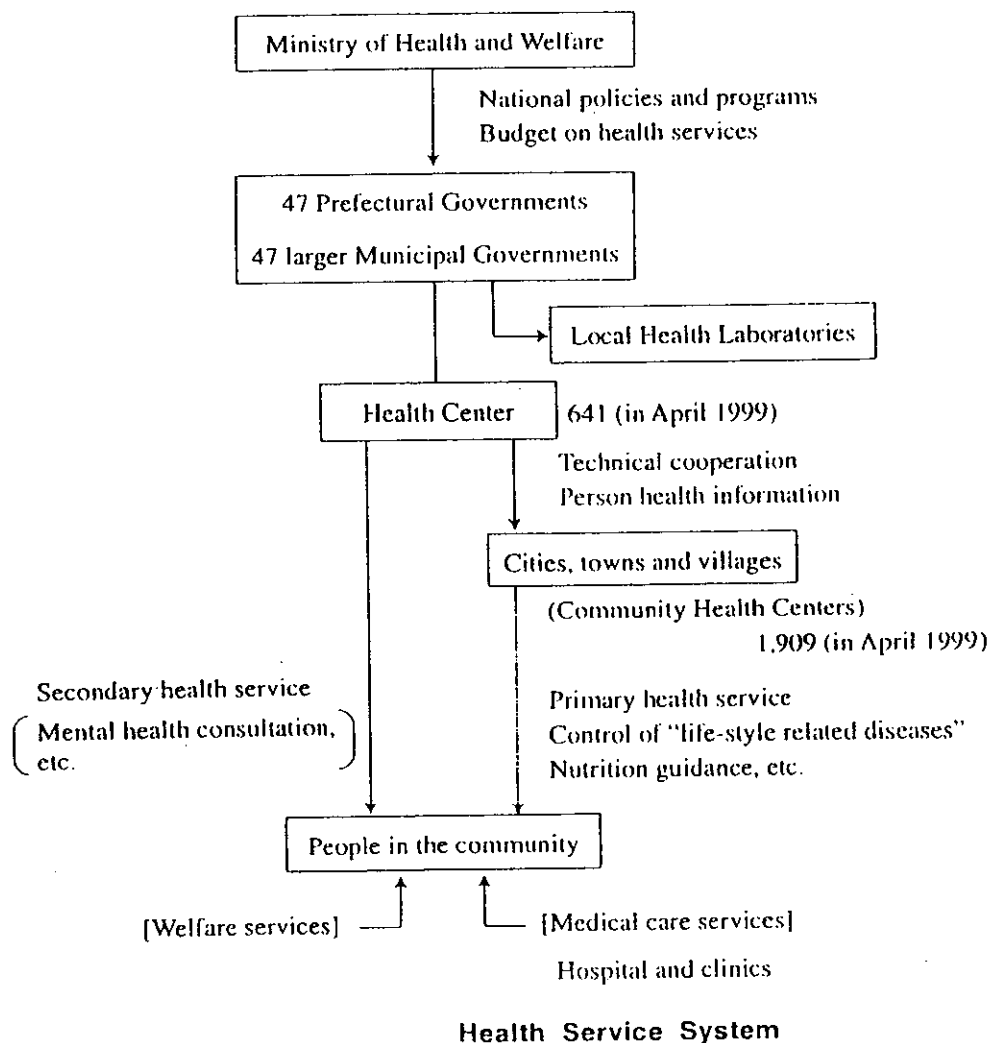 Ministry of Health and Welfare
National policies and programs
Budget on health services
47 Prefectural Governments
47 larger Municipal Governments
Local Health Laboratories
Health Center
641 (in April 1999)
Technical cooperation
Person health information
Cities, towns and villages
(Community Health Centers)
1,909 (in April 1999)
Secondary health service
(Mental health consultation,
etc.)
Primary health service
Control of “life-style related diseases”
Nutrition guidance, etc.
People in the community
[Welfare services]
[Medical care services]
Hospital and clinics
Health Service System